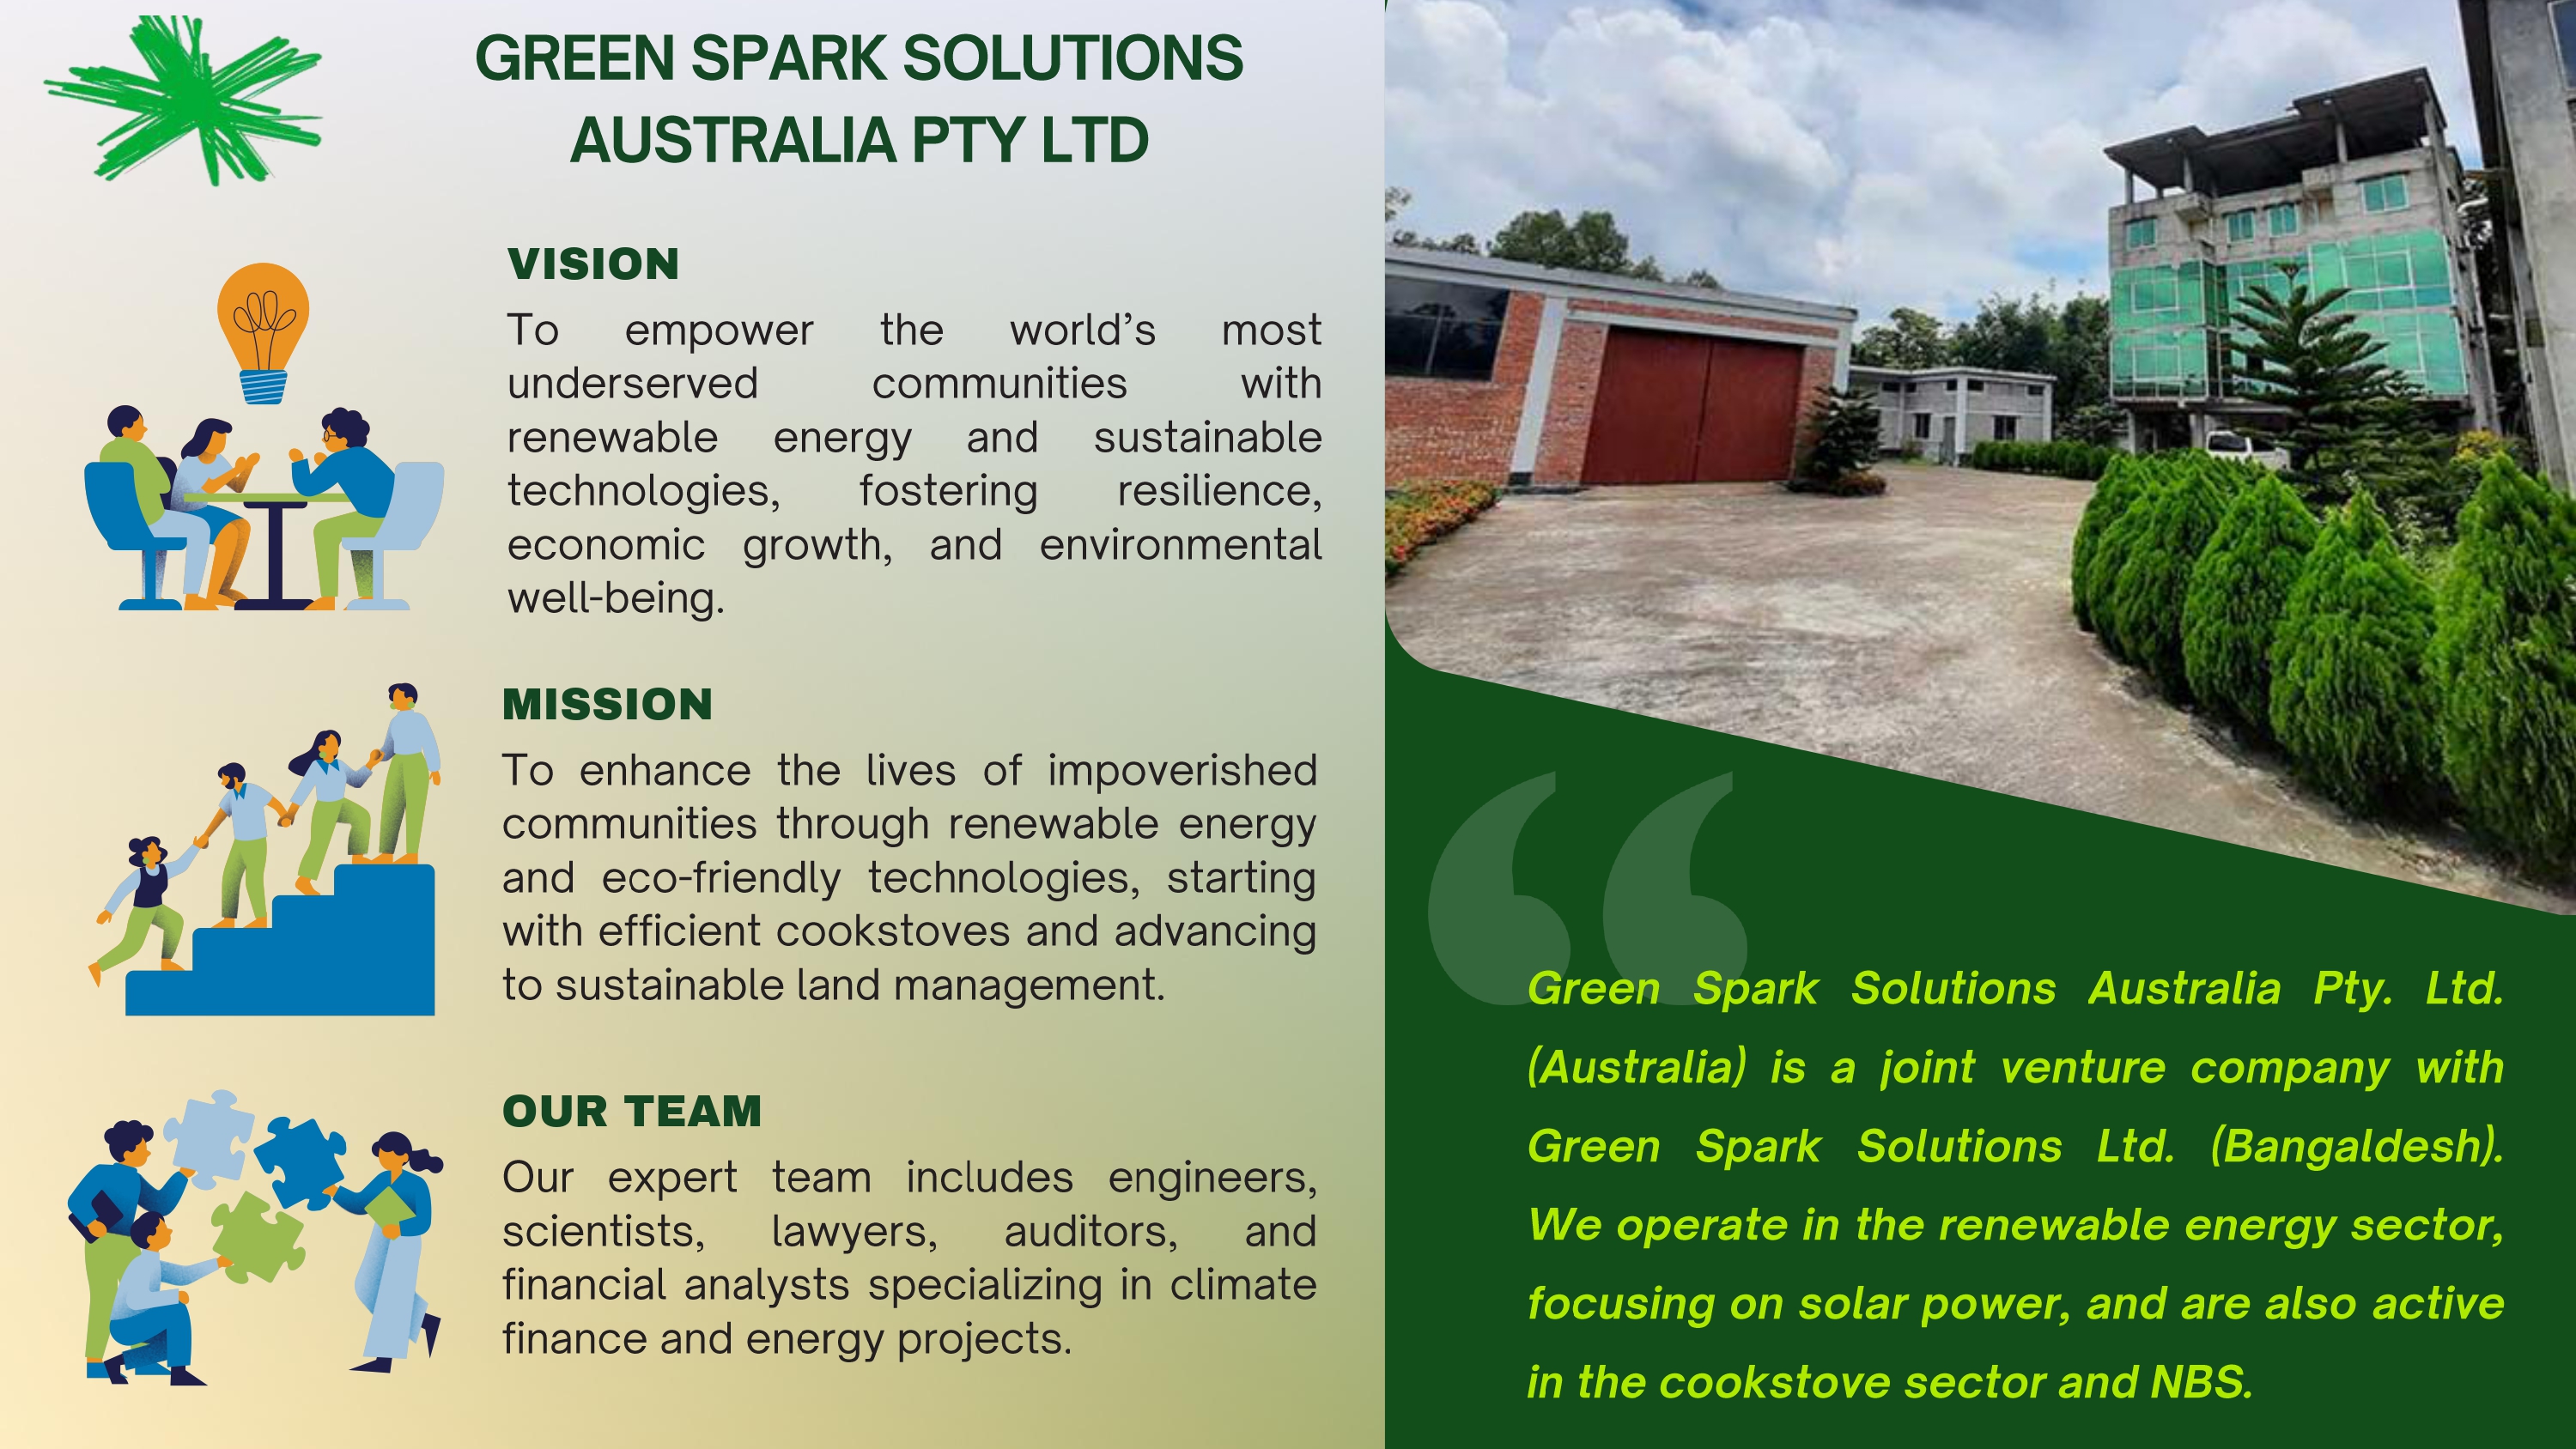 GREEN SPARK SOLUTIONS
AUSTRALIA PTY LTD
VISION
To empower the world’s most
underserved communities with
renewable energy and sustainable
technologies, fostering resilience,
economic growth, and environmental
well-being.
MISSION
To enhance the lives of impoverished
communities through renewable energy
and eco-friendly technologies, starting
with efficient cookstoves and advancing
to sustainable land management.
OUR TEAM
Our expert team includes engineers,
scientists, lawyers, auditors, and
financial analysts specializing in climate
finance and energy projects.
“
Green Spark Solutions Australia Pty. Ltd.
(Australia) is a joint venture company with
Green Spark Solutions Ltd. (Bangaldesh).
We operate in the renewable energy sector,
focusing on solar power, and are also active
in the cookstove sector and NBS.